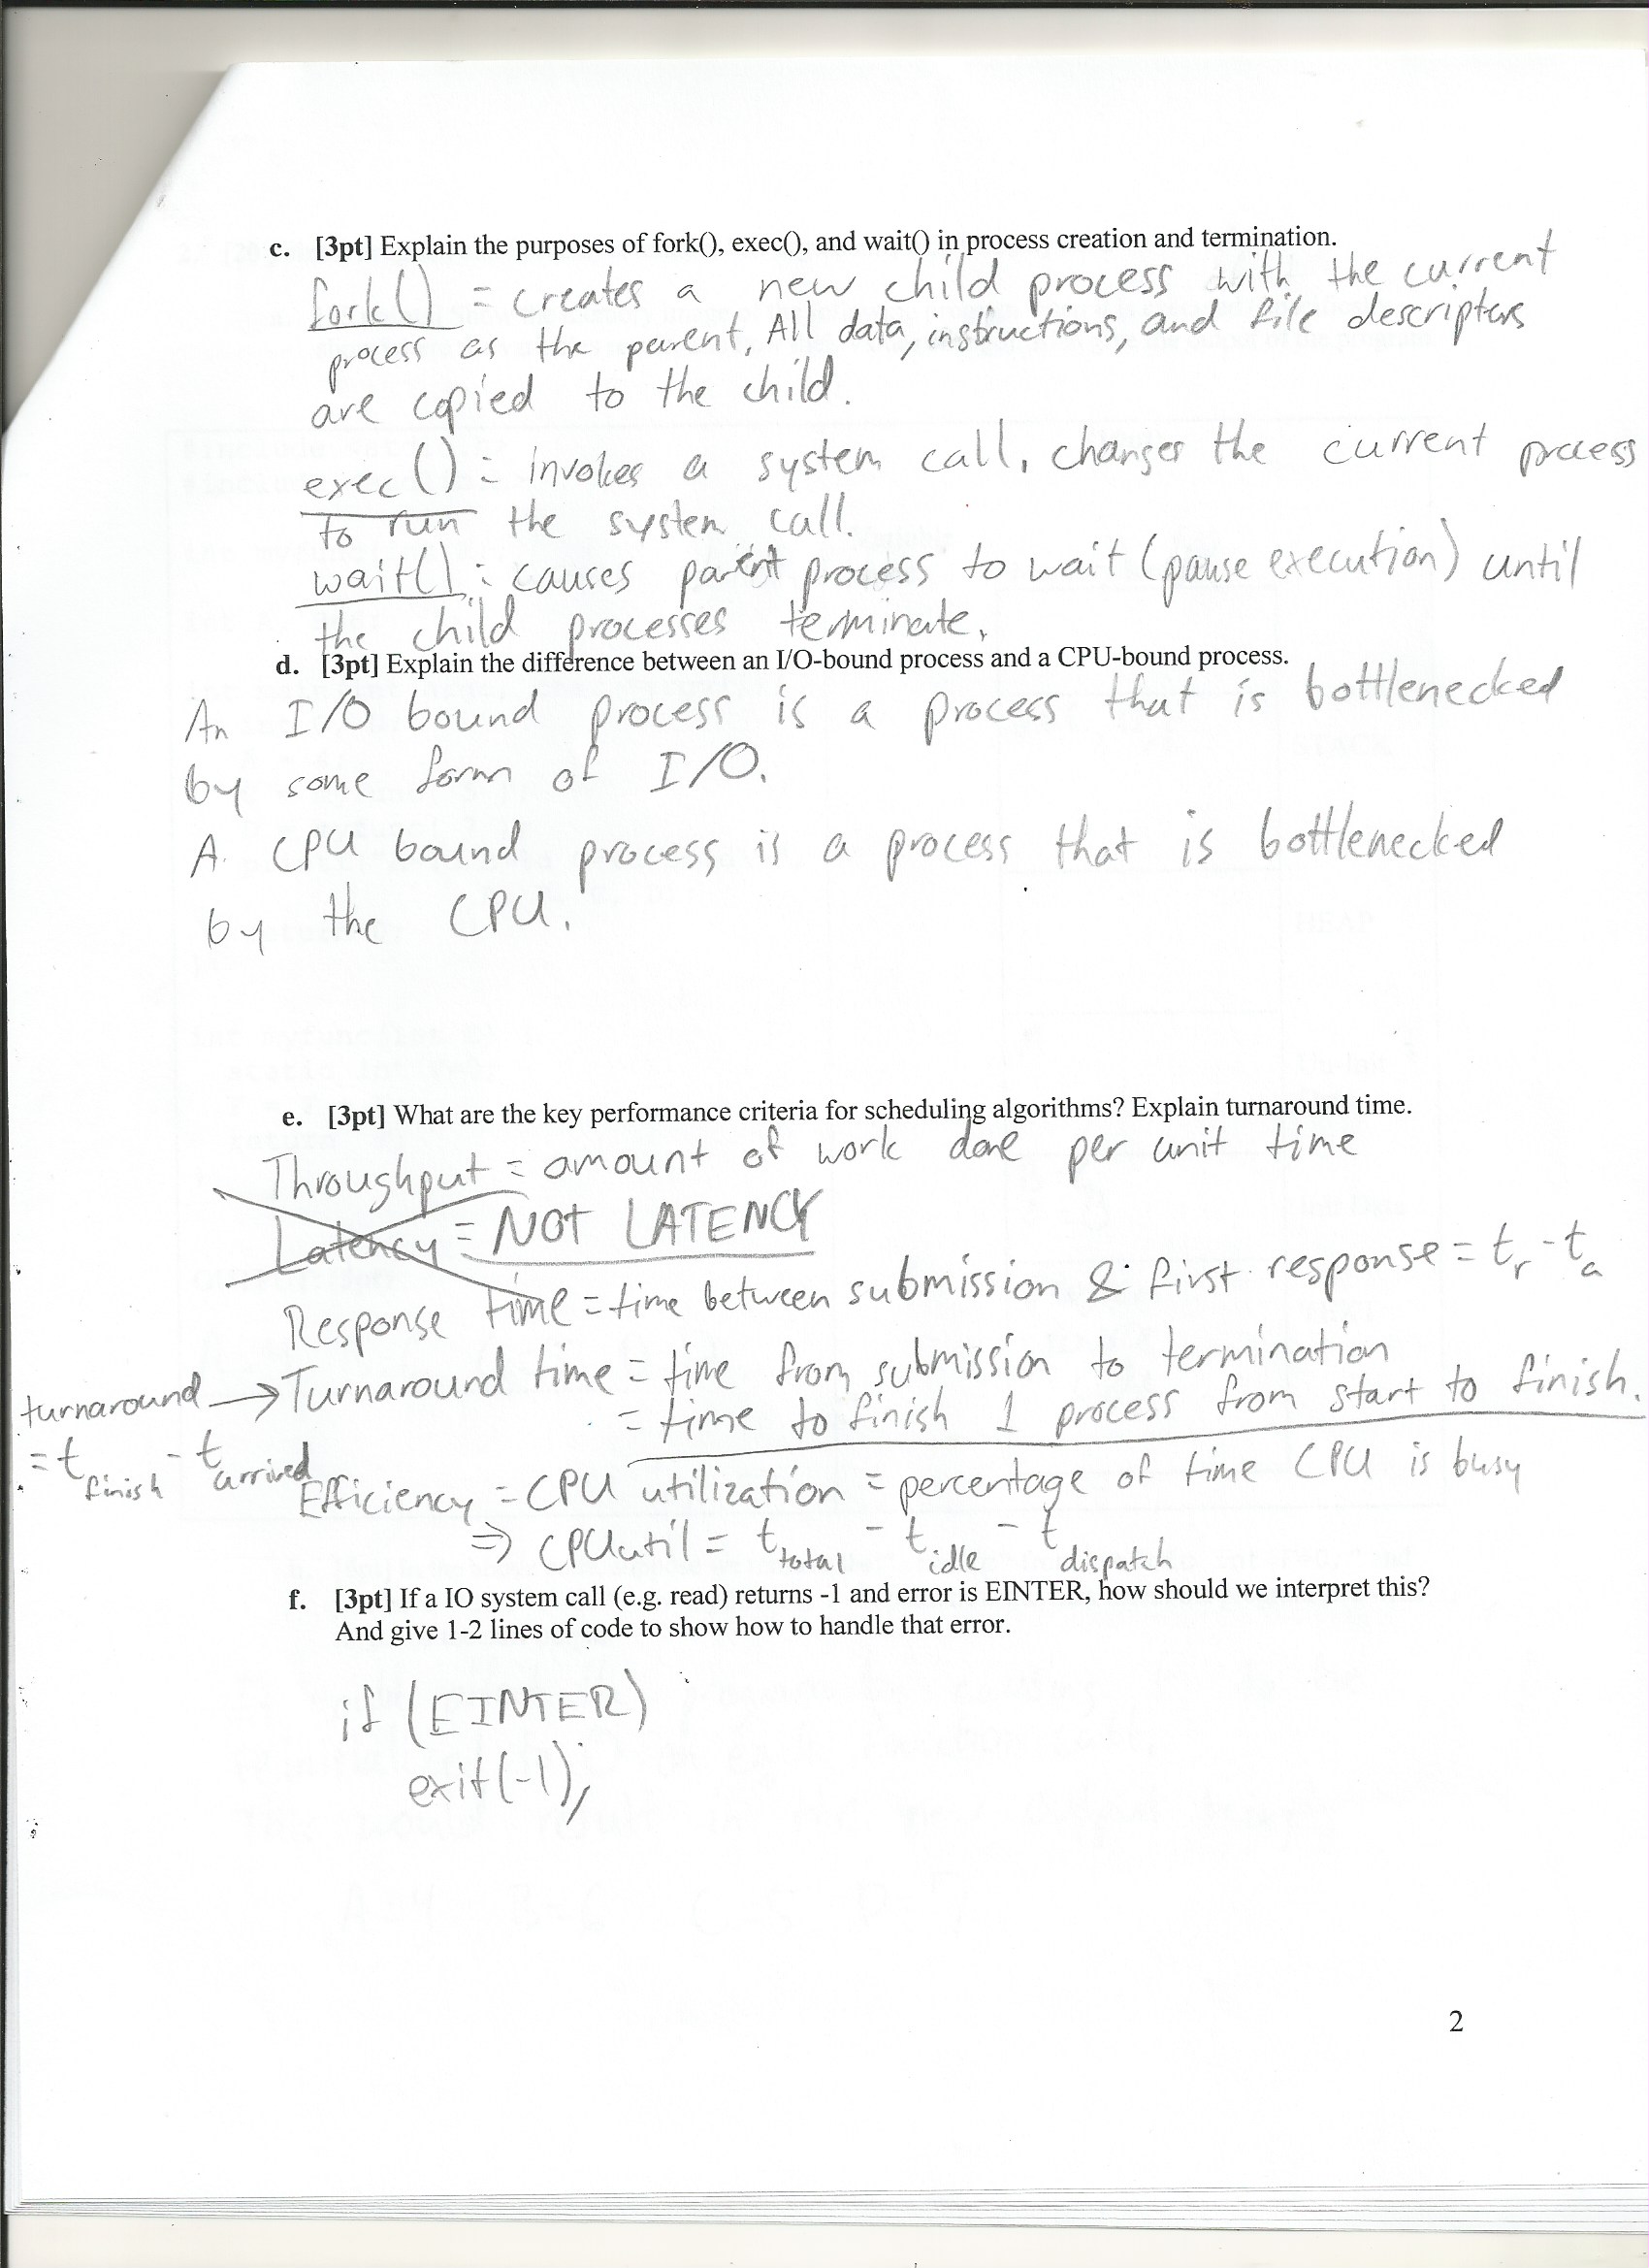 c. [3pt] Explain the purposes of fork(), exec(), and wait() in process creation and termination.
fork() = creates a new child process with the current
process as the parent, All data, instructions, and file descriptors
are copied to the child.
exec() = invokes a system call, changes the current process
to run the system call.
wait() = causes parent process to wait (pause execution) until
the child processes terminate,
d. [3pt] Explain the difference between an I/O-bound process and a CPU-bound process.
An I/O bound process is a process that is bottlenecked
by some form of I/O.
A CPU bound process is a process that is bottlenecked
by the CPU.
e. [3pt] What are the key performance criteria for scheduling algorithms? Explain turnaround time.
Throughput = amount of work done per unit time
Latency = NOT LATENCY
Response time = time between submission & first response = tr - ta
turnaround → Turnaround time = time from submission to termination
= time to finish 1 process from start to finish.
= t finish - t arrived
Efficiency = CPU utilization = percentage of time CPU is busy
⇒ CPUutil = t total - t idle - t dispatch
f. [3pt] If a IO system call (e.g. read) returns -1 and error is EINTER, how should we interpret this?
And give 1-2 lines of code to show how to handle that error.
if (EINTER)
exit(-1);
2